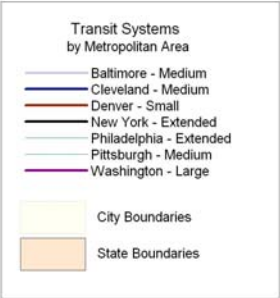 Transit Systems
by Metropolitan Area
Baltimore - Medium
Cleveland - Medium
Denver - Small
New York - Extended
Philadelphia - Extended
Pittsburgh - Medium
Washington - Large
City Boundaries
State Boundaries